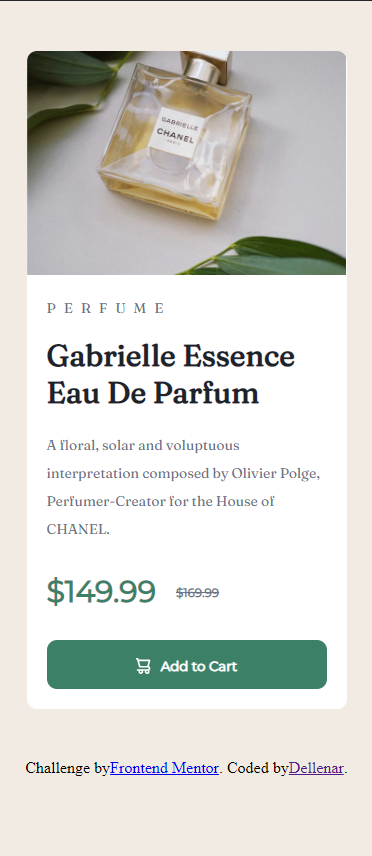 GABRIELLE
CHANEL
PARIS
PERFUME
Gabrielle Essence
Eau De Parfum
A floral, solar and voluptuous
interpretation composed by Olivier Polge,
Perfumer-Creator for the House of
CHANEL.
$149.99 $169.99
Add to Cart
Challenge byFrontend Mentor. Coded byDellenar.